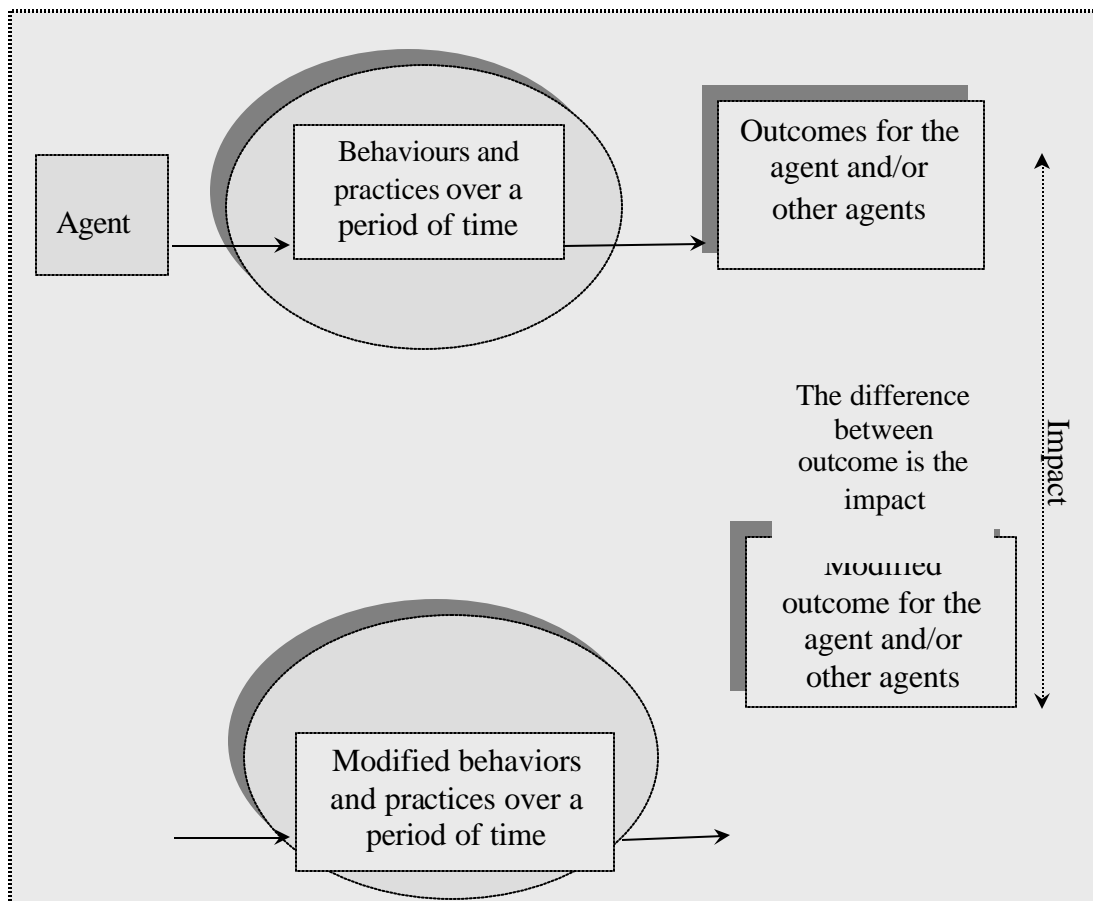 Agent
Behaviours and
practices over a
period of time
Outcomes for the
agent and/or
other agents
The difference
between
outcome is the
impact
Impact
Modified
outcome for the
agent and/or
other agents
Modified behaviors
and practices over a
period of time